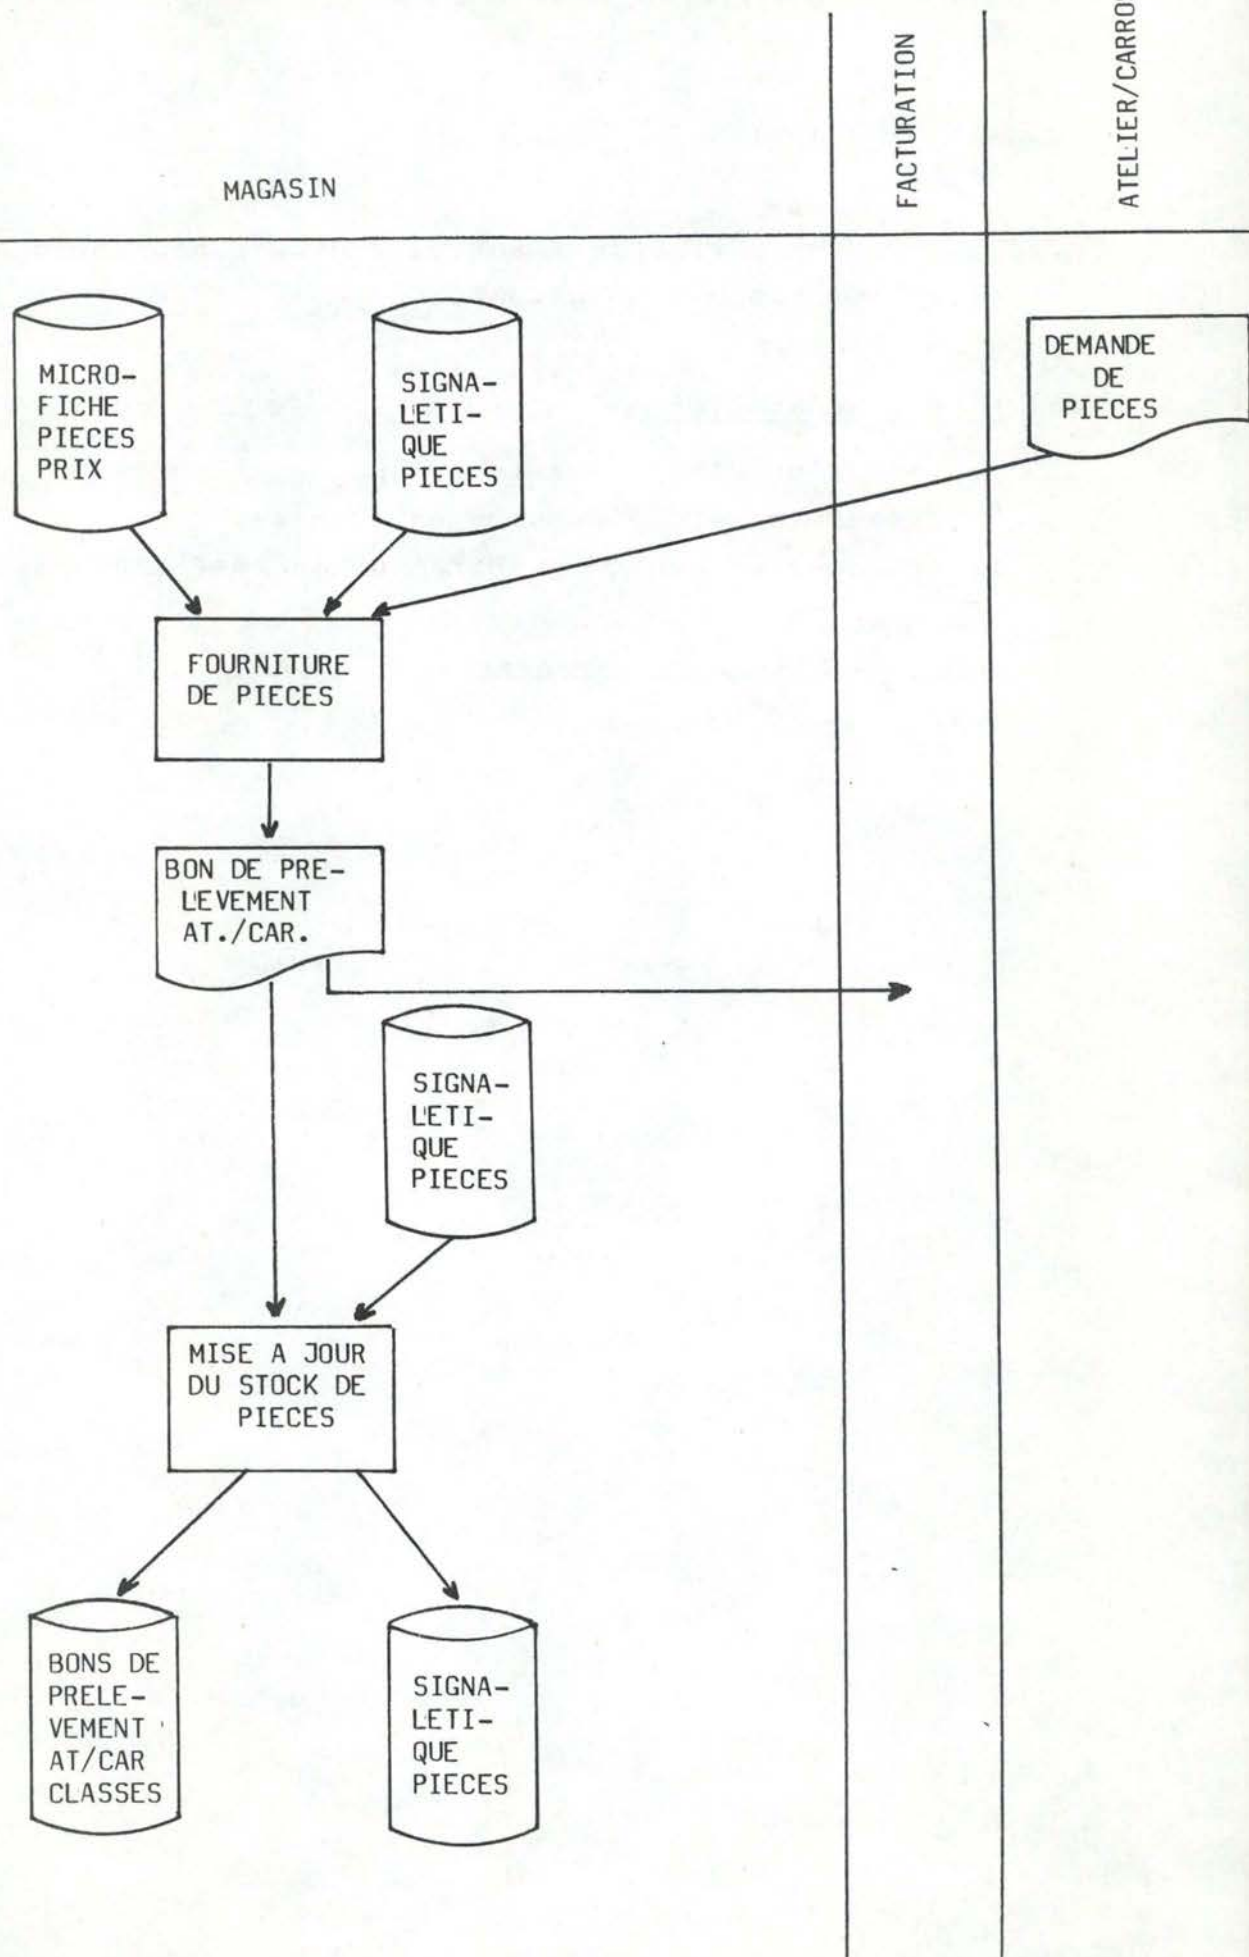 MAGASIN
FACTURATION
ATELIER/CARRO
MICRO-
FICHE
PIECES
PRIX
SIGNA-
LETI-
QUE
PIECES
DEMANDE
DE
PIECES
FOURNITURE
DE PIECES
BON DE PRE-
LEVEMENT
AT./CAR.
SIGNA-
LETI-
QUE
PIECES
MISE A JOUR
DU STOCK DE
PIECES
BONS DE
PRELE-
VEMENT
AT/CAR
CLASSES
SIGNA-
LETI-
QUE
PIECES